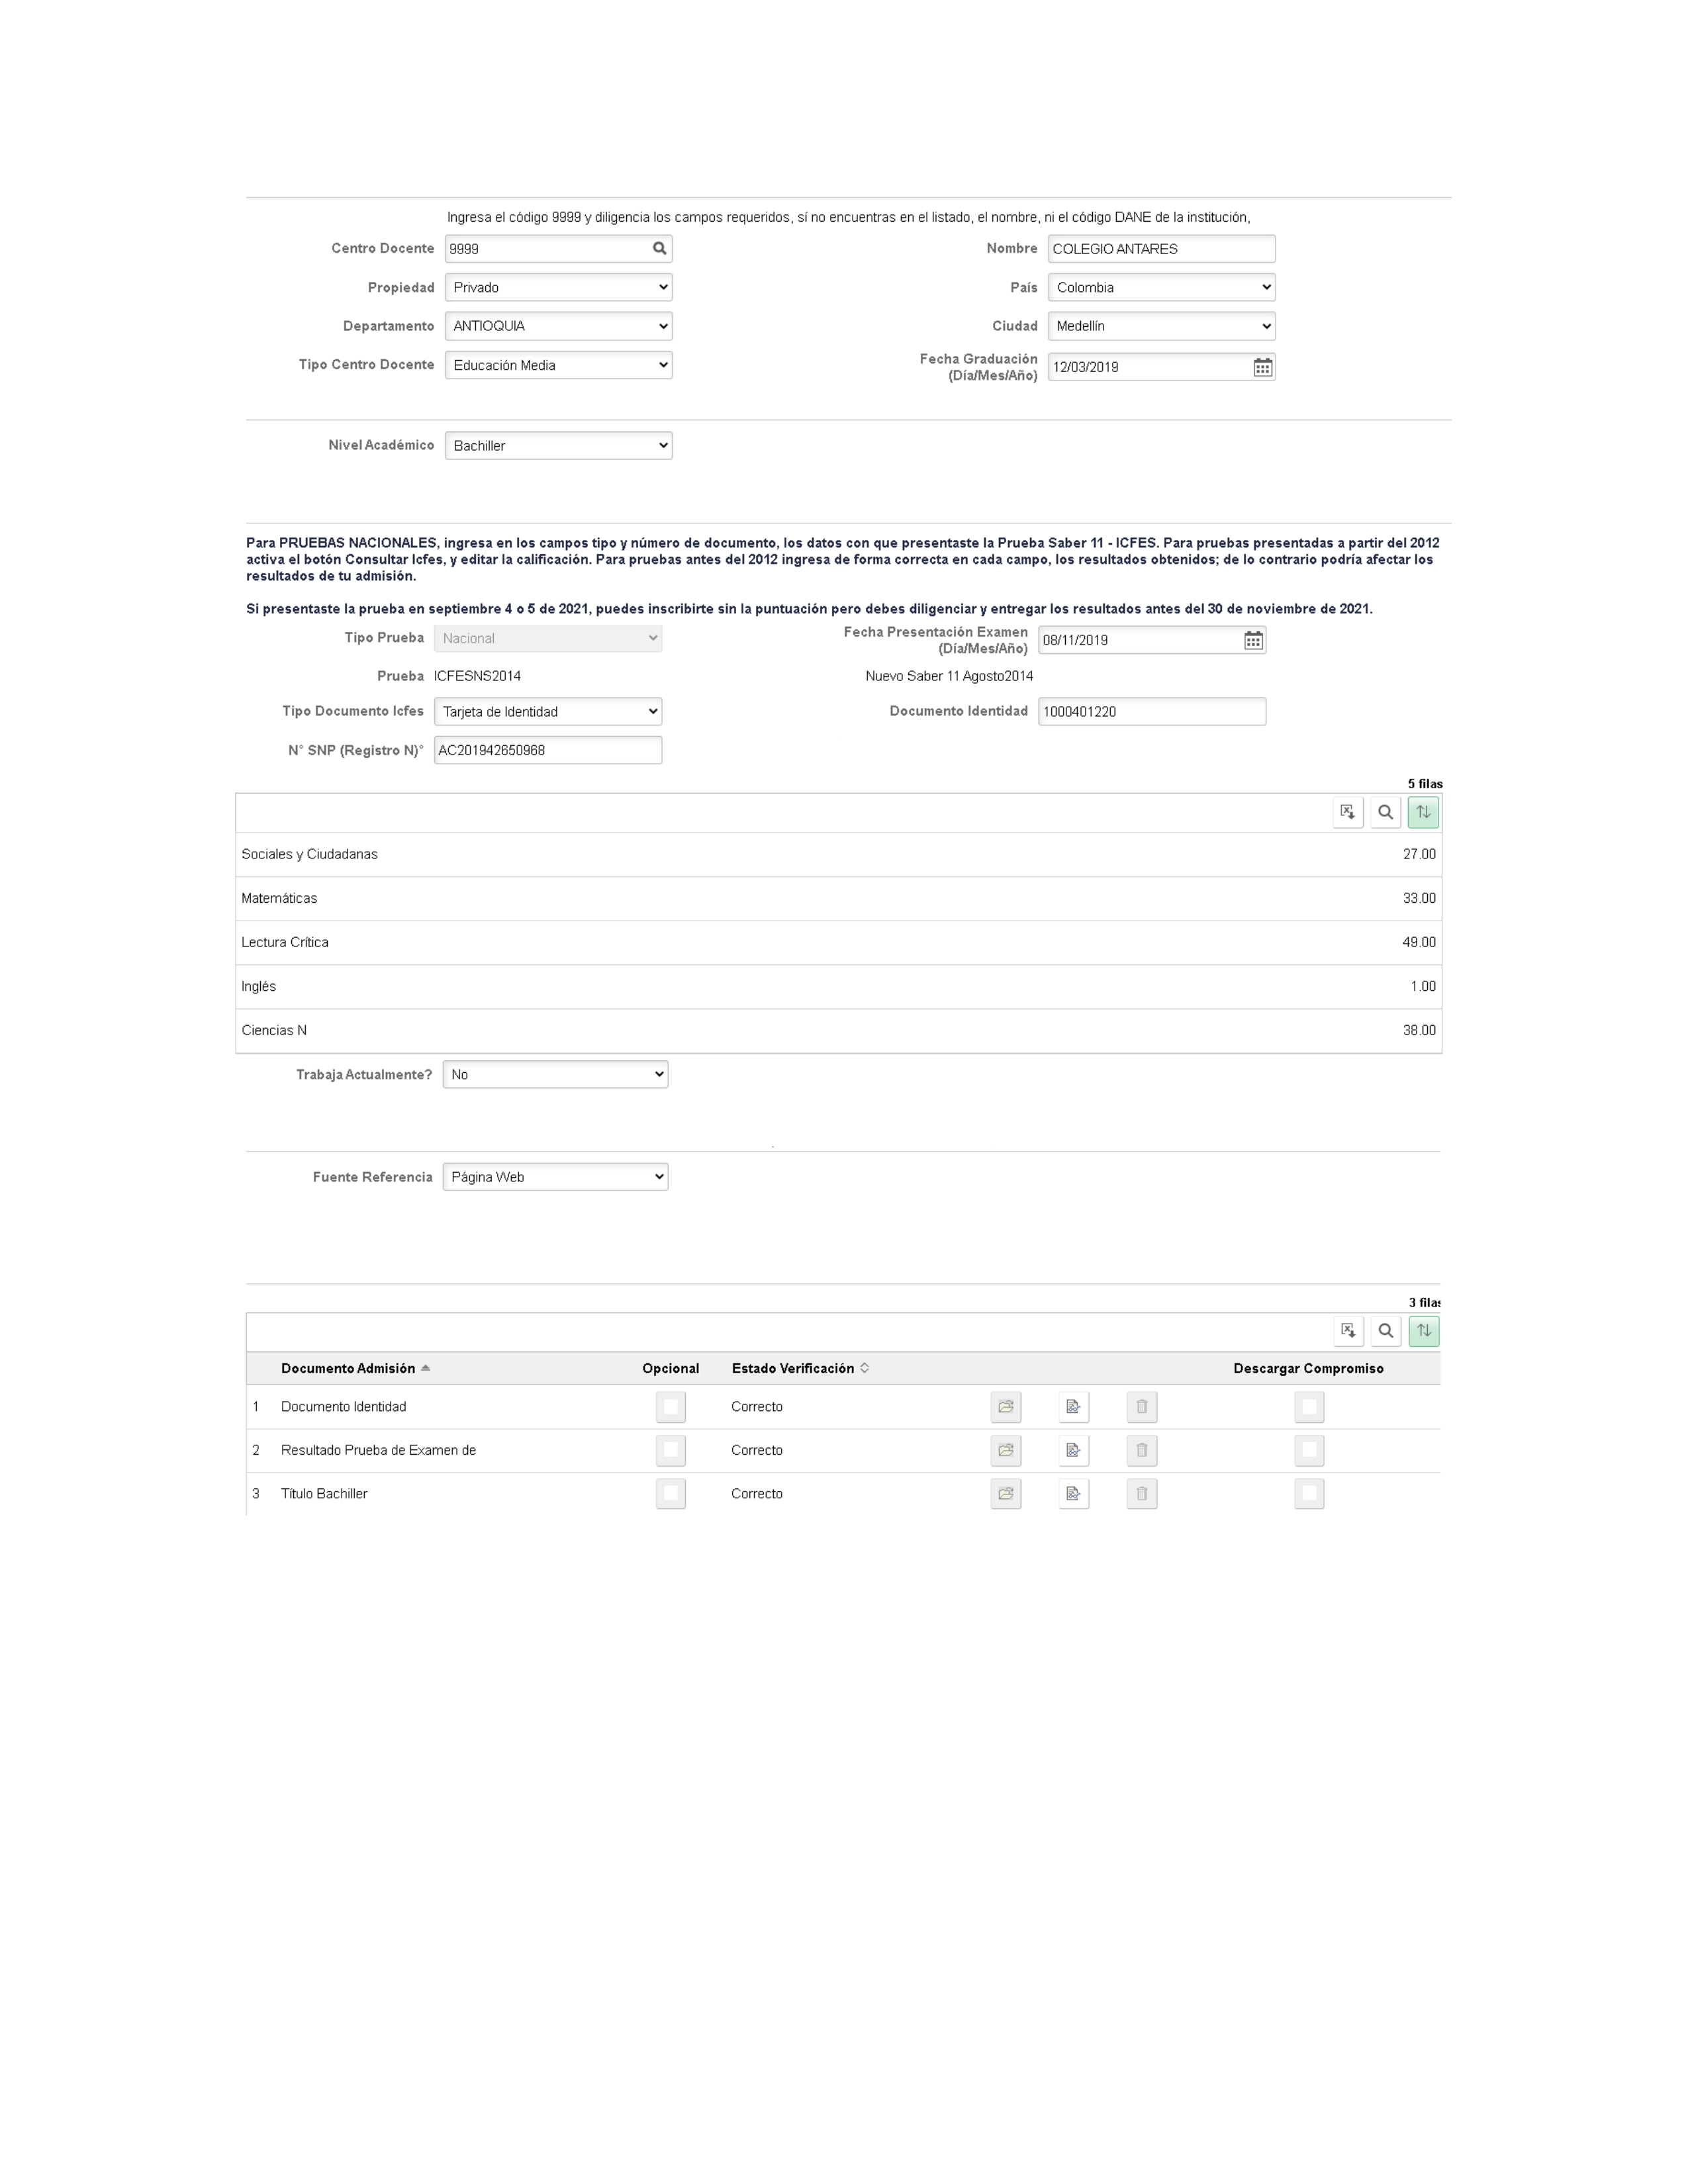 Ingresa el código 9999 y diligencia los campos requeridos, sí no encuentras en el listado, el nombre, ni el código DANE de la institución,
Centro Docente 9999 Nombre COLEGIO ANTARES
Propiedad Privado País Colombia
Departamento ANTIOQUIA Ciudad Medellín
Tipo Centro Docente Educación Media Fecha Graduación (Día/Mes/Año) 12/03/2019
Nivel Académico Bachiller
Para PRUEBAS NACIONALES, ingresa en los campos tipo y número de documento, los datos con que presentaste la Prueba Saber 11 - ICFES. Para pruebas presentadas a partir del 2012
activa el botón Consultar Icfes, y editar la calificación. Para pruebas antes del 2012 ingresa de forma correcta en cada campo, los resultados obtenidos; de lo contrario podría afectar los
resultados de tu admisión.
Si presentaste la prueba en septiembre 4 o 5 de 2021, puedes inscribirte sin la puntuación pero debes diligenciar y entregar los resultados antes del 30 de noviembre de 2021.
Tipo Prueba Nacional Fecha Presentación Examen (Día/Mes/Año) 08/11/2019
Prueba ICFESNS2014 Nuevo Saber 11 Agosto2014
Tipo Documento Icfes Tarjeta de Identidad Documento Identidad 1000401220
N° SNP (Registro N)° AC201942650968
5 filas
Sociales y Ciudadanas 27.00
Matemáticas 33.00
Lectura Crítica 49.00
Inglés 1.00
Ciencias N 38.00
Trabaja Actualmente? No
Fuente Referencia Página Web
3 filas
Documento Admisión Opcional Estado Verificación Descargar Compromiso
1 Documento Identidad Correcto
2 Resultado Prueba de Examen de Correcto
3 Título Bachiller Correcto